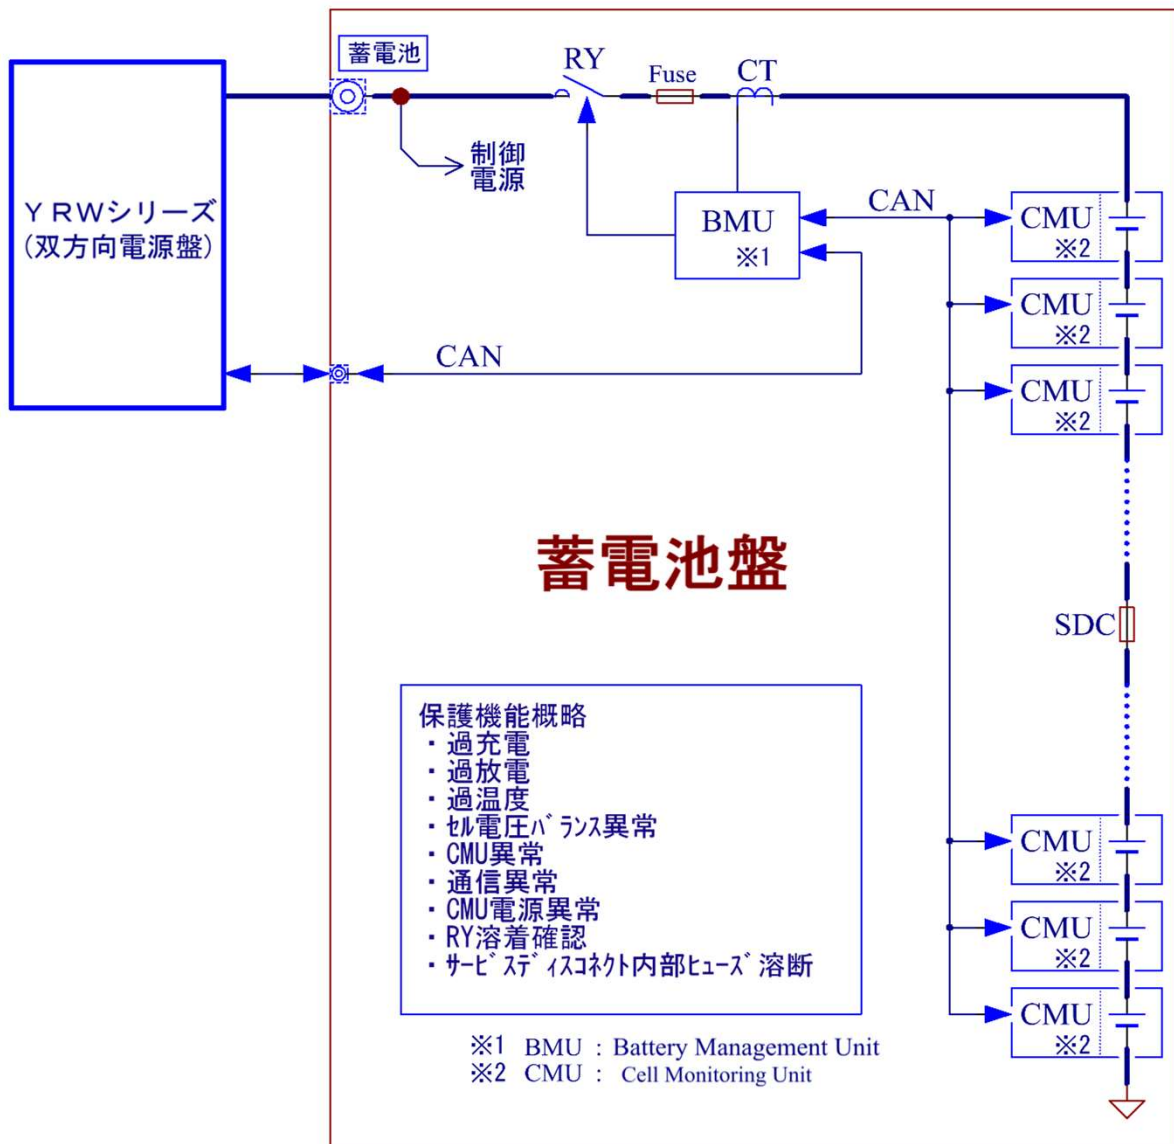 蓄電池
RY
Fuse
CT
制御
電源
YRWシリーズ
(双方向電源盤)
BMU
※1
CAN
CMU
※2
CMU
※2
CAN
CMU
※2
蓄電池盤
SDC
保護機能概略
・過充電
・過放電
・過温度
・ｾﾙ電圧ﾊﾞﾗﾝｽ異常
・CMU異常
・通信異常
・CMU電源異常
・RY溶着確認
・ｻｰﾋﾞｽﾃﾞｨｽｺﾈｸﾄ内部ﾋｭｰｽﾞ溶断
CMU
※2
CMU
※2
CMU
※2
※1 BMU : Battery Management Unit
※2 CMU : Cell Monitoring Unit